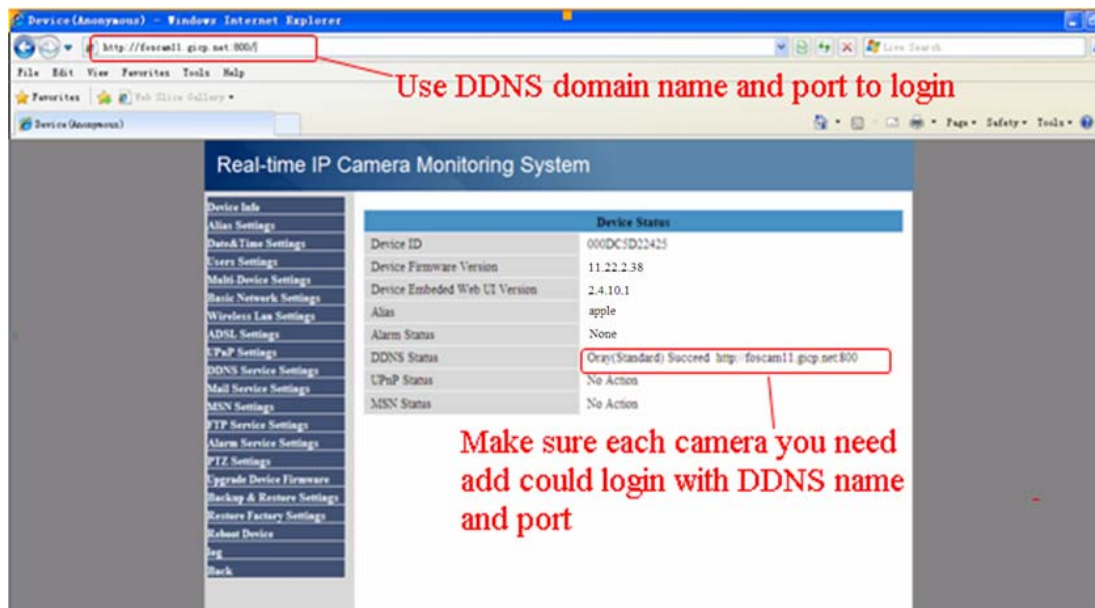 Device(Anonymous) - Windows Internet Explorer
http://foscam11.gicp.net:800/
Live Search
File Edit View Favorites Tools Help
Use DDNS domain name and port to login
Favorites Web Slice Gallery
Device(Anonymous)
Page Safety Tools
Real-time IP Camera Monitoring System
Device Info
Alias Settings
Date&Time Settings
Users Settings
Multi-Device Settings
Basic Network Settings
Wireless Lan Settings
ADSL Settings
UPnP Settings
DDNS Service Settings
Mail Service Settings
MSN Settings
FTP Service Settings
Alarm Service Settings
PTZ Settings
Upgrade Device Firmware
Backup & Restore Settings
Restore Factory Settings
Reboot Device
log
Back
Device Status
Device ID 000DC5D22425
Device Firmware Version 11.22.2.38
Device Embeded Web UI Version 2.4.10.1
Alias apple
Alarm Status None
DDNS Status Oray(Standard) Succeed http://foscam11.gicp.net:800
UPnP Status No Action
MSN Status No Action
Make sure each camera you need
add could login with DDNS name
and port